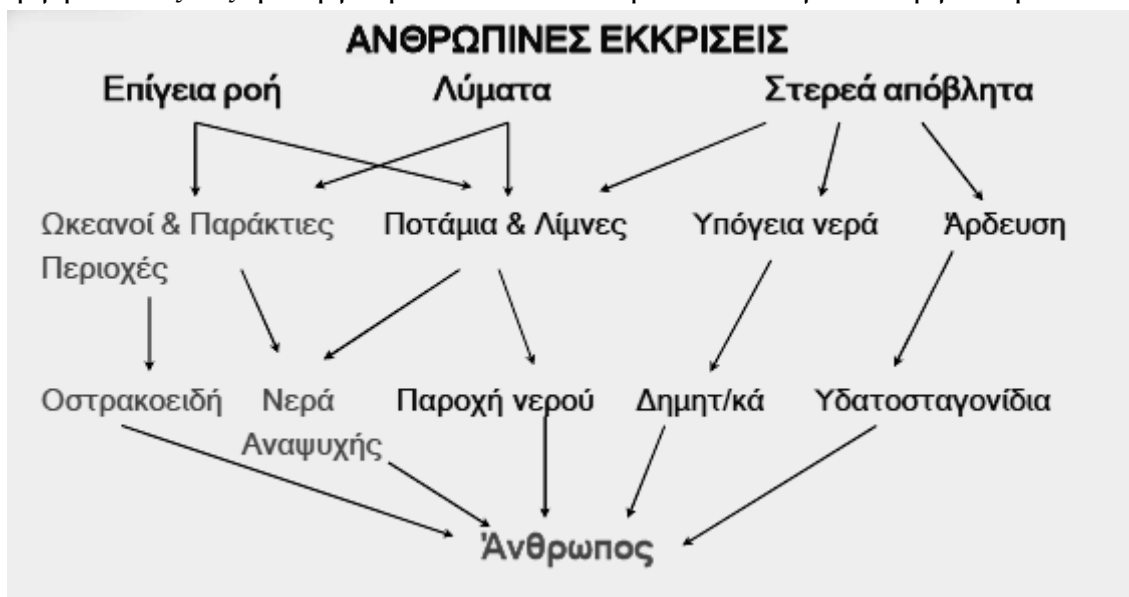 ΑΝΘΡΩΠΙΝΕΣ ΕΚΚΡΙΣΕΙΣ
Επίγεια ροή Λύματα Στερεά απόβλητα
Ωκεανοί & Παράκτιες Ποτάμια & Λίμνες Υπόγεια νερά Άρδευση
Περιοχές
Οστρακοειδή Νερά Παροχή νερού Δημητ/κά Υδατοσταγονίδια
Αναψυχής
Άνθρωπος